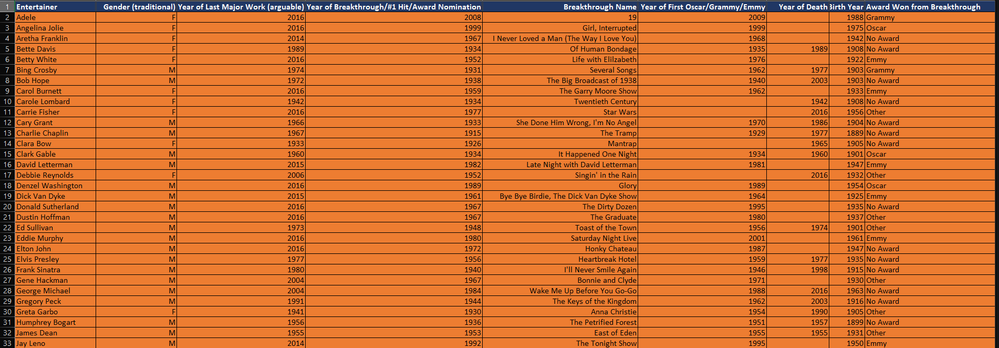 1 Entertainer Gender (traditional) Year of Last Major Work (arguable) Year of Breakthrough/#1 Hit/Award Nomination Breakthrough Name Year of First Oscar/Grammy/Emmy Year of Death Birth Year Award Won from Breakthrough
2 Adele F 2016 2008 19 2009 1988 Grammy
3 Angelina Jolie F 2016 1999 Girl, Interrupted 1999 1975 Oscar
4 Aretha Franklin F 2014 1967 I Never Loved a Man (The Way I Love You) 1968 1942 No Award
5 Bette Davis F 1989 1934 Of Human Bondage 1935 1989 1908 No Award
6 Betty White F 2016 1952 Life with Elilzabeth 1976 1922 Emmy
7 Bing Crosby M 1974 1931 Several Songs 1962 1977 1903 Grammy
8 Bob Hope M 1972 1938 The Big Broadcast of 1938 1940 2003 1903 No Award
9 Carol Burnett F 2016 1959 The Garry Moore Show 1962 1933 Emmy
10 Carole Lombard F 1942 1934 Twentieth Century 1942 1908 No Award
11 Carrie Fisher F 2016 1977 Star Wars 2016 1956 Other
12 Cary Grant M 1966 1933 She Done Him Wrong, I'm No Angel 1970 1986 1904 No Award
13 Charlie Chaplin M 1967 1915 The Tramp 1929 1977 1889 No Award
14 Clara Bow F 1933 1926 Mantrap 1965 1905 No Award
15 Clark Gable M 1960 1934 It Happened One Night 1934 1960 1901 Oscar
16 David Letterman M 2015 1982 Late Night with David Letterman 1981 1947 Emmy
17 Debbie Reynolds F 2006 1952 Singin' in the Rain 2016 1932 Other
18 Denzel Washington M 2016 1989 Glory 1989 1954 Oscar
19 Dick Van Dyke M 2015 1961 Bye Bye Birdie, The Dick Van Dyke Show 1964 1925 Emmy
20 Donald Sutherland M 2016 1967 The Dirty Dozen 1995 1935 No Award
21 Dustin Hoffman M 2016 1967 The Graduate 1980 1937 Other
22 Ed Sullivan M 1973 1948 Toast of the Town 1956 1974 1901 Other
23 Eddie Murphy M 2016 1980 Saturday Night Live 2001 1961 Emmy
24 Elton John M 2016 1972 Honky Chateau 1987 1947 No Award
25 Elvis Presley M 1977 1956 Heartbreak Hotel 1959 1977 1935 No Award
26 Frank Sinatra M 1980 1940 I'll Never Smile Again 1946 1998 1915 No Award
27 Gene Hackman M 2004 1967 Bonnie and Clyde 1971 1930 Other
28 George Michael M 2004 1984 Wake Me Up Before You Go-Go 1988 2016 1963 No Award
29 Gregory Peck M 1991 1944 The Keys of the Kingdom 1962 2003 1916 No Award
30 Greta Garbo F 1941 1930 Anna Christie 1954 1990 1905 Other
31 Humphrey Bogart M 1956 1936 The Petrified Forest 1951 1957 1899 No Award
32 James Dean M 1955 1953 East of Eden 1955 1955 1931 Other
33 Jay Leno M 2014 1992 The Tonight Show 1995 1950 Emmy